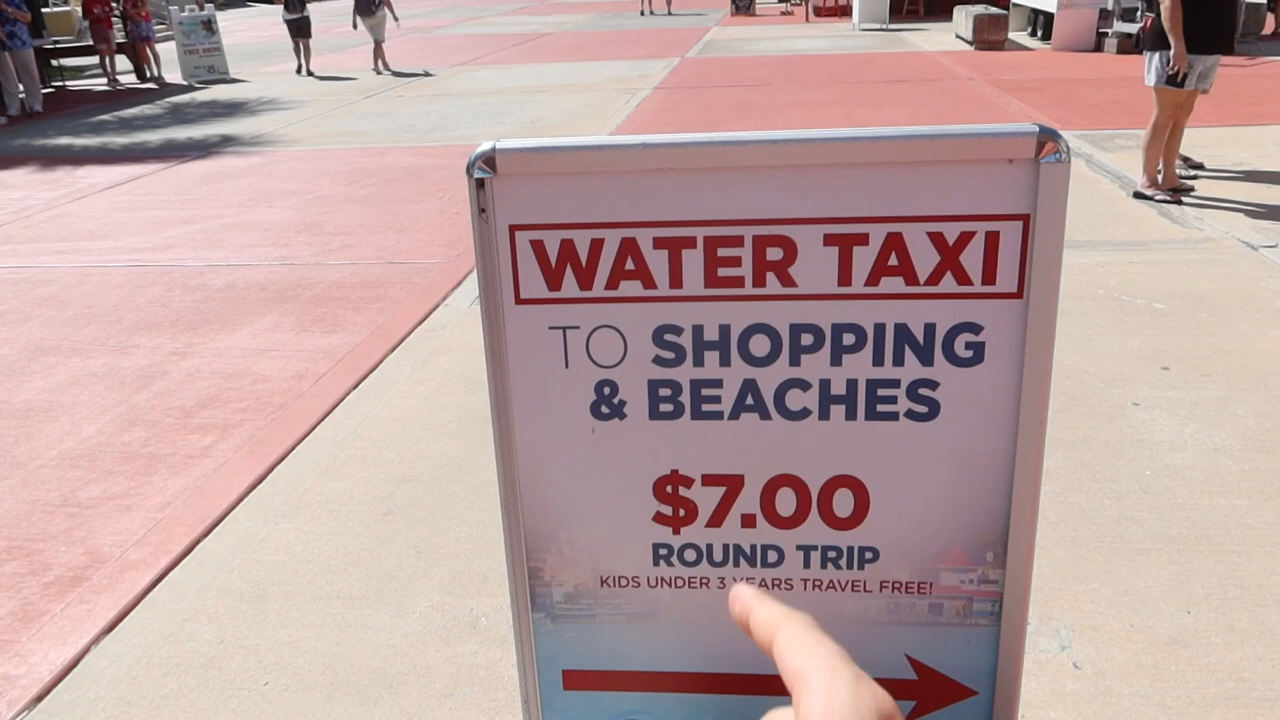 WATER TAXI
TO SHOPPING
& BEACHES
$7.00
ROUND TRIP
KIDS UNDER 3 YEARS TRAVEL FREE!